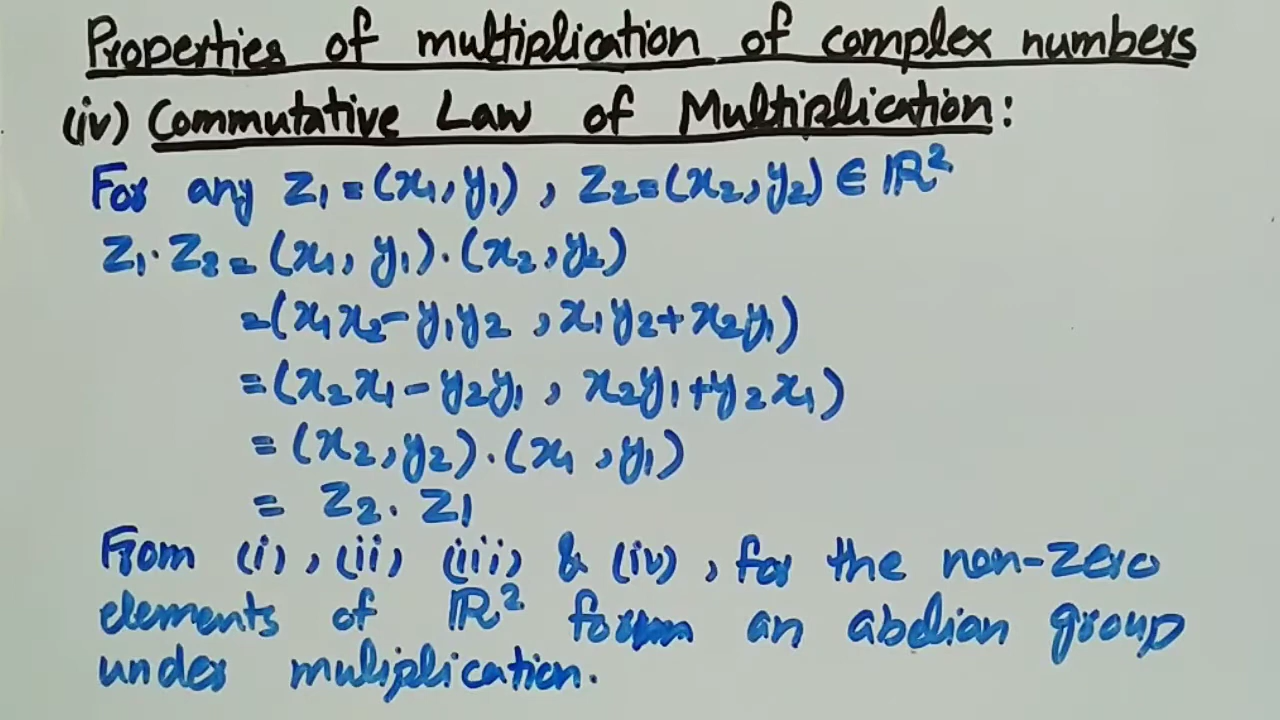 Properties of multiplication of complex numbers
(iv) Commutative Law of Multiplication:
For any z₁=(x₁,y₁), z₂=(x₂,y₂)∈ℝ²
z₁·z₂=(x₁,y₁)·(x₂,y₂)
=(x₁x₂-y₁y₂,x₁y₂+x₂y₁)
=(x₂x₁-y₂y₁, x₂y₁+y₂x₁)
=(x₂,y₂)·(x₁,y₁)
= z₂·z₁
From (i), (ii) (iii) & (iv), for the non-zero
elements of ℝ² form an abelian group
under muliplication.